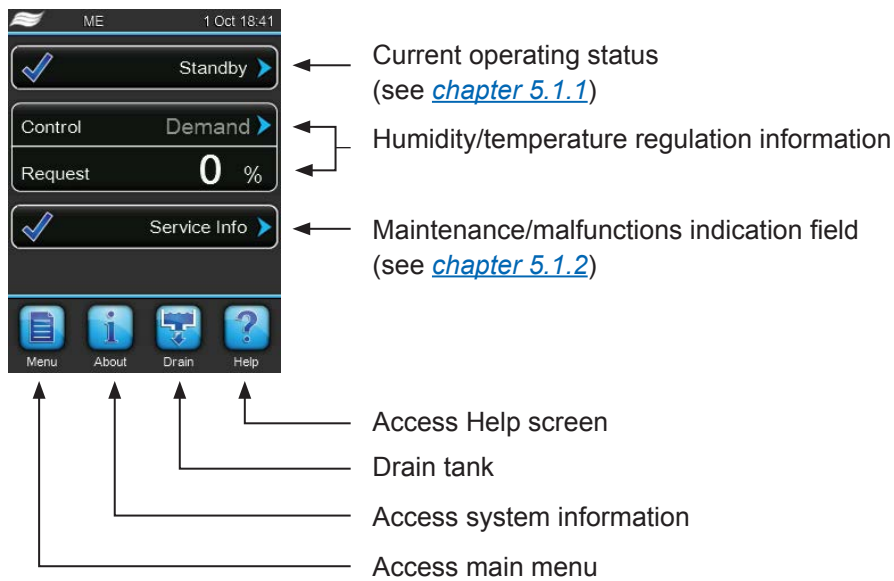 ME 1 Oct 18:41
Standby
Current operating status
(see chapter 5.1.1)
Control Demand
Humidity/temperature regulation information
Request 0 %
Service Info
Maintenance/malfunctions indication field
(see chapter 5.1.2)
Menu About Drain Help
Access Help screen
Drain tank
Access system information
Access main menu